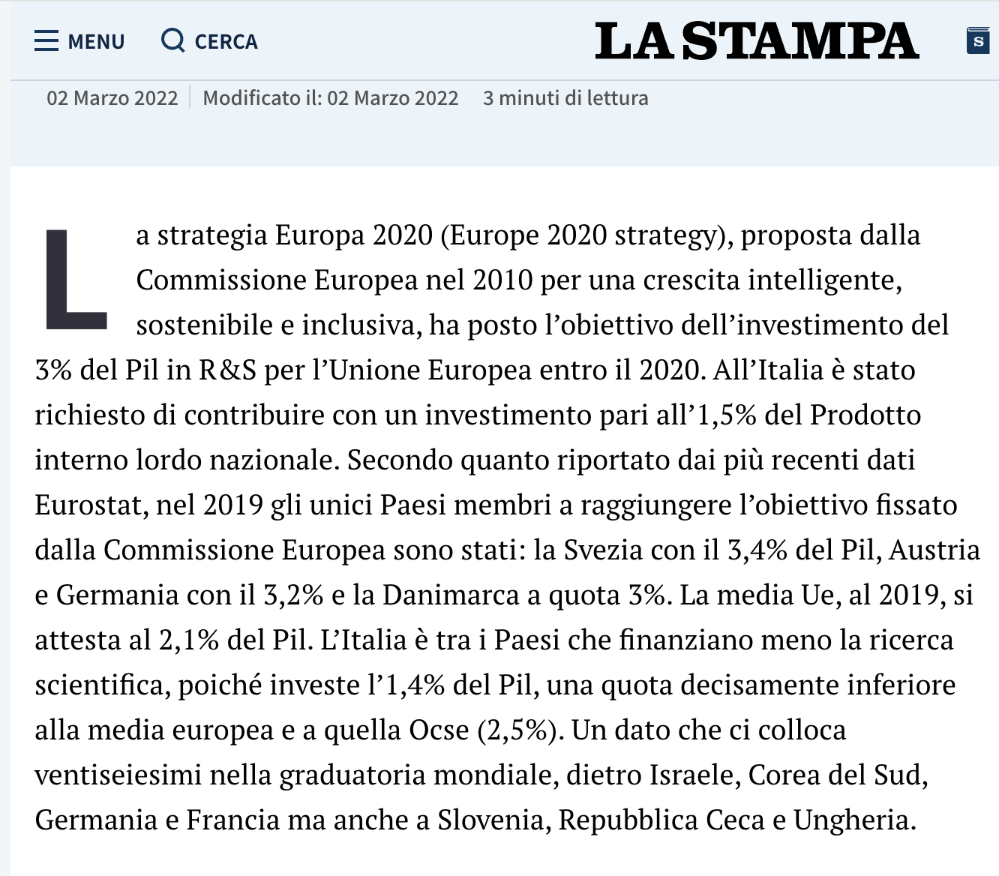 MENU
CERCA
LA STAMPA
S
02 Marzo 2022
Modificato il: 02 Marzo 2022
3 minuti di lettura
La strategia Europa 2020 (Europe 2020 strategy), proposta dalla
Commissione Europea nel 2010 per una crescita intelligente,
sostenibile e inclusiva, ha posto l’obiettivo dell’investimento del
3% del Pil in R&S per l’Unione Europea entro il 2020. All’Italia è stato
richiesto di contribuire con un investimento pari all’1,5% del Prodotto
interno lordo nazionale. Secondo quanto riportato dai più recenti dati
Eurostat, nel 2019 gli unici Paesi membri a raggiungere l’obiettivo fissato
dalla Commissione Europea sono stati: la Svezia con il 3,4% del Pil, Austria
e Germania con il 3,2% e la Danimarca a quota 3%. La media Ue, al 2019, si
attesta al 2,1% del Pil. L’Italia è tra i Paesi che finanziano meno la ricerca
scientifica, poiché investe l’1,4% del Pil, una quota decisamente inferiore
alla media europea e a quella Ocse (2,5%). Un dato che ci colloca
ventiseiesimi nella graduatoria mondiale, dietro Israele, Corea del Sud,
Germania e Francia ma anche a Slovenia, Repubblica Ceca e Ungheria.